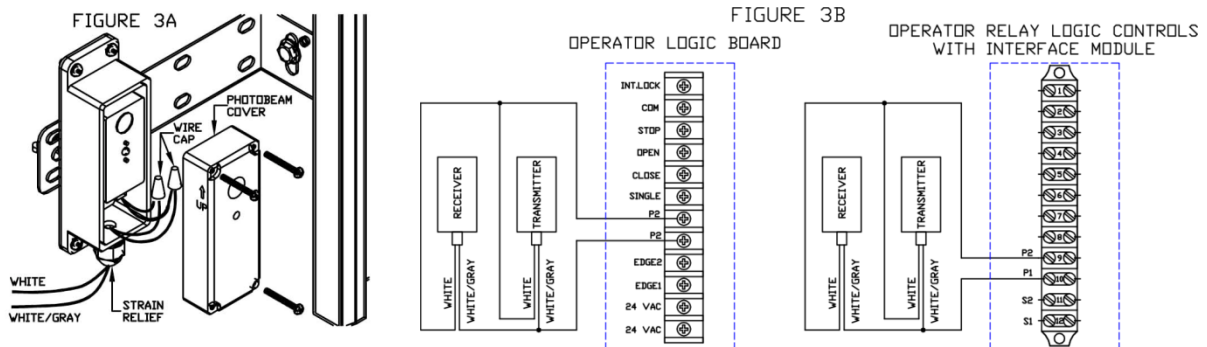 FIGURE 3A
PHOTOBEAM
COVER
WIRE
CAP
UP
WHITE
WHITE/GRAY
STRAIN
RELIEF
FIGURE 3B
OPERATOR LOGIC BOARD
INT.LOCK
COM
STOP
OPEN
CLOSE
SINGLE
P2
P2
EDGE2
EDGE1
24 VAC
24 VAC
RECEIVER
TRANSMITTER
WHITE
WHITE/GRAY
WHITE
WHITE/GRAY
OPERATOR RELAY LOGIC CONTROLS
WITH INTERFACE MODULE
1
2
3
4
5
6
7
8
P2 9
P1 10
S2 11
S1 12
RECEIVER
TRANSMITTER
WHITE
WHITE/GRAY
WHITE
WHITE/GRAY